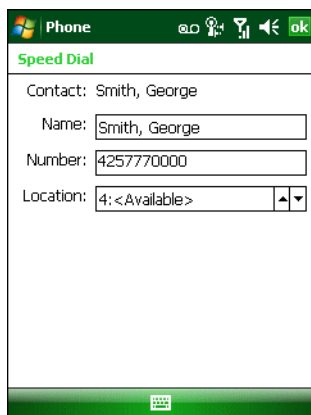 Phone
ok
Speed Dial
Contact: Smith, George
Name: Smith, George
Number: 4257770000
Location: 4:<Available>